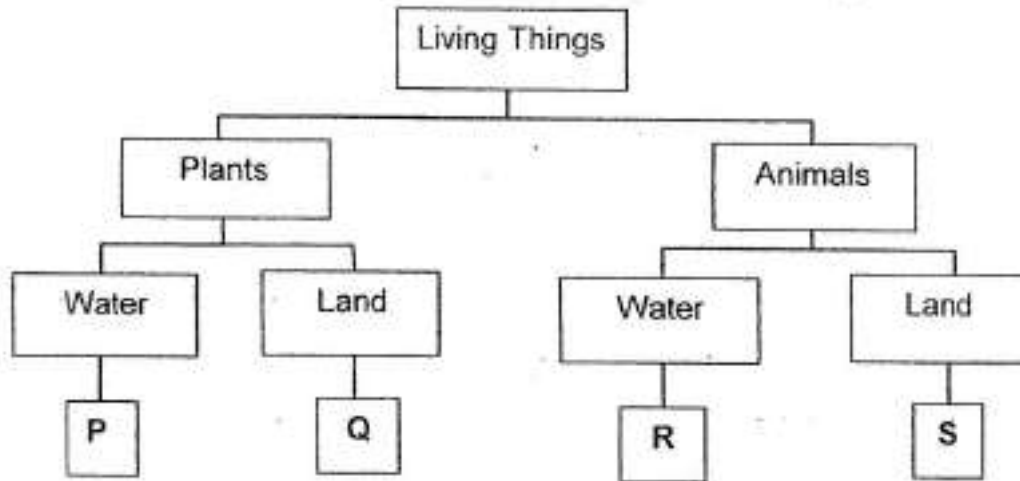 Living Things
Plants
Animals
Water
Land
Water
Land
P
Q
R
S